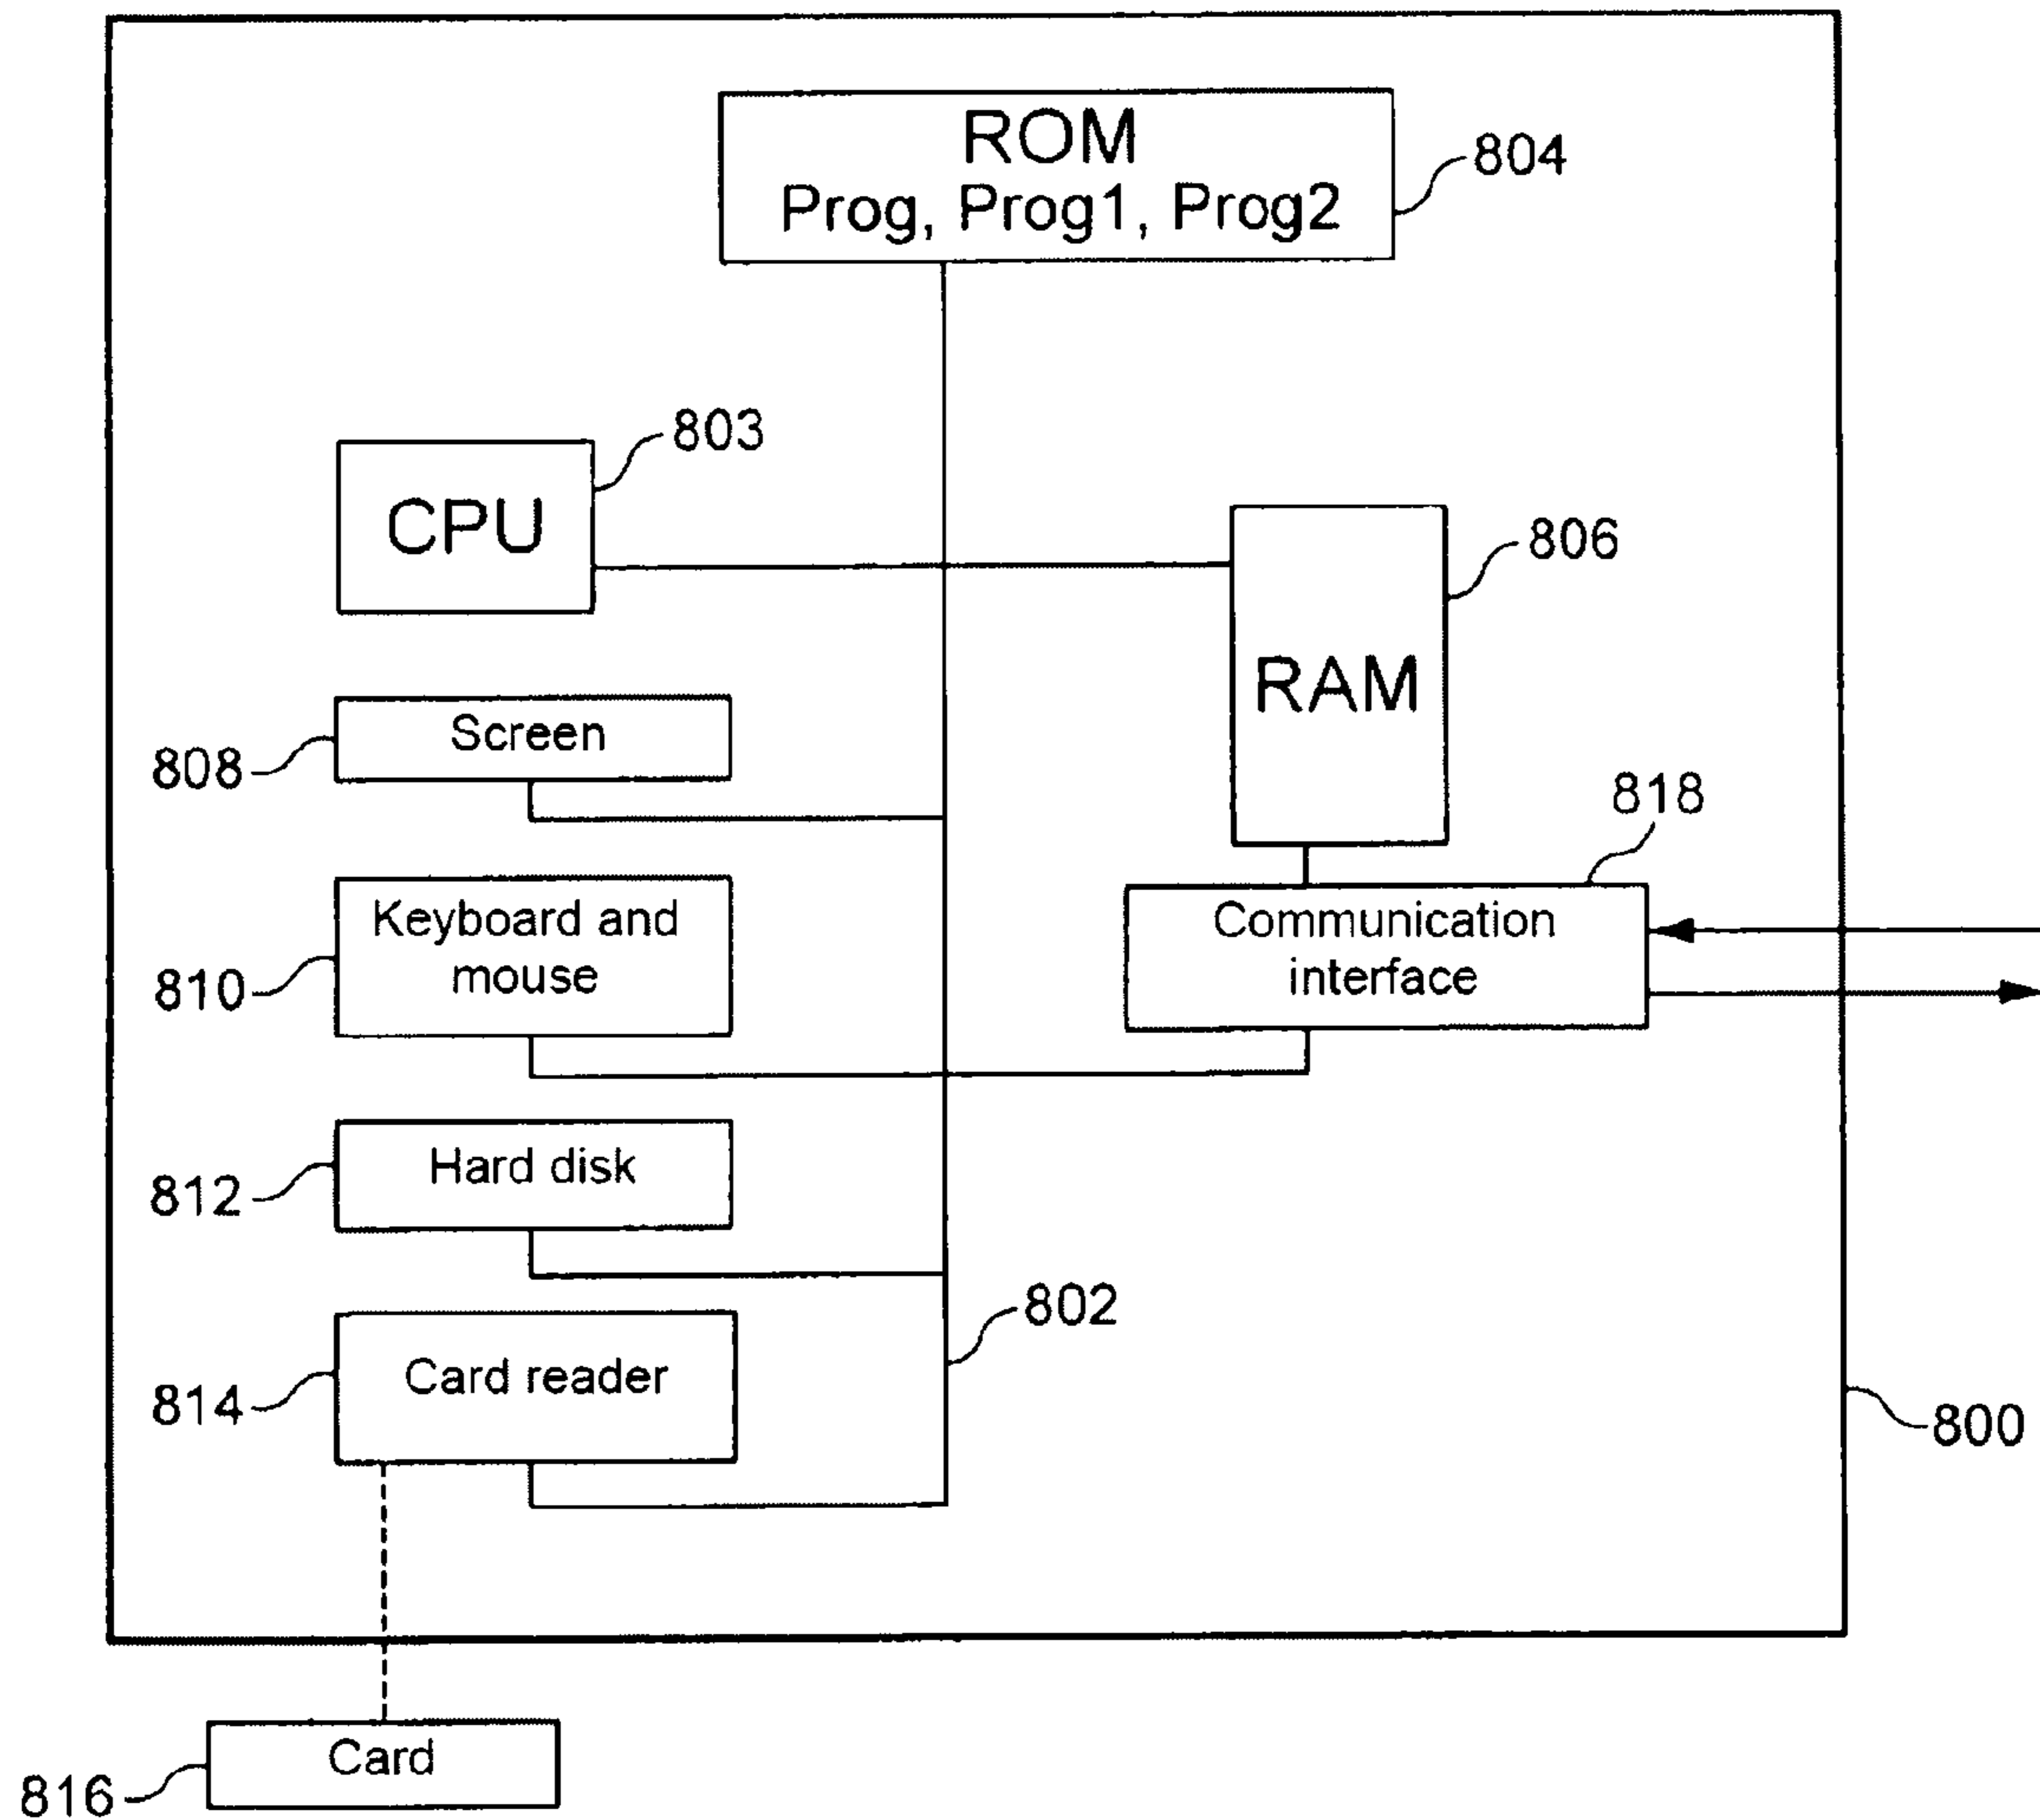 ROM
Prog, Prog1, Prog2
804
803
CPU
806
RAM
Screen
808
818
Keyboard and
mouse
810
Communication
interface
Hard disk
812
802
Card reader
814
800
Card
816